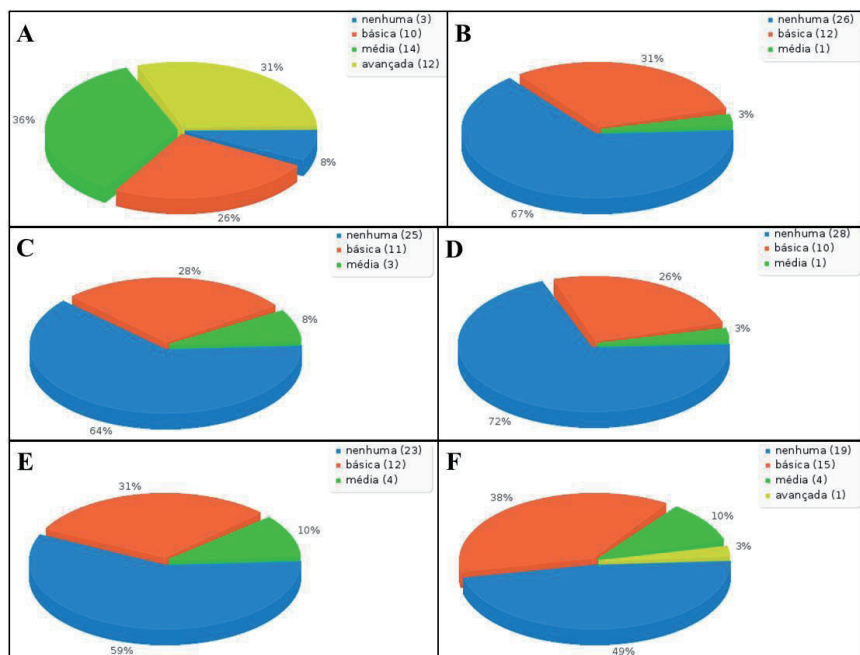 A
nenhuma (3)
básica (10)
média (14)
avançada (12)
31%
36%
8%
26%
B
nenhuma (26)
básica (12)
média (1)
31%
3%
67%
C
nenhuma (25)
básica (11)
média (3)
28%
8%
64%
D
nenhuma (28)
básica (10)
média (1)
26%
3%
72%
E
nenhuma (23)
básica (12)
média (4)
31%
10%
59%
F
nenhuma (19)
básica (15)
média (4)
avançada (1)
38%
10%
3%
49%